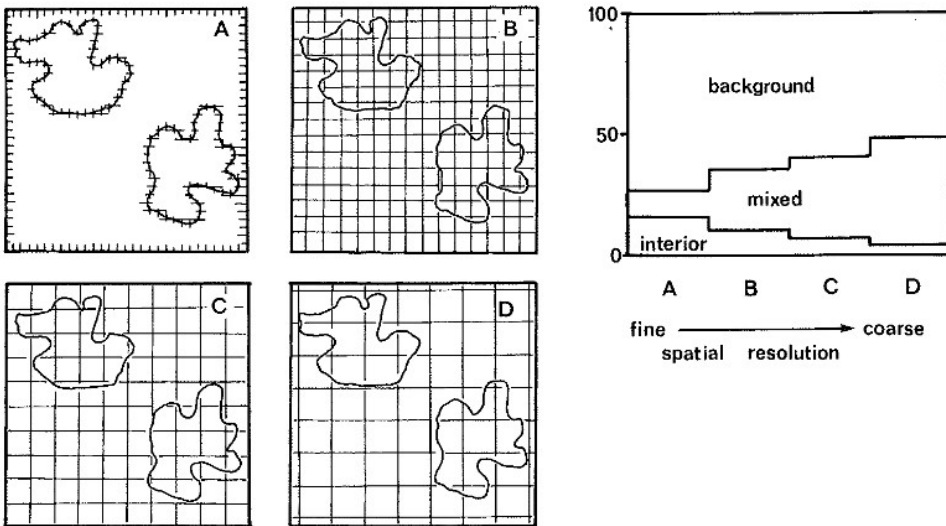 A
B
C
D
100
50
0
background
mixed
interior
A B C D
fine coarse
spatial resolution